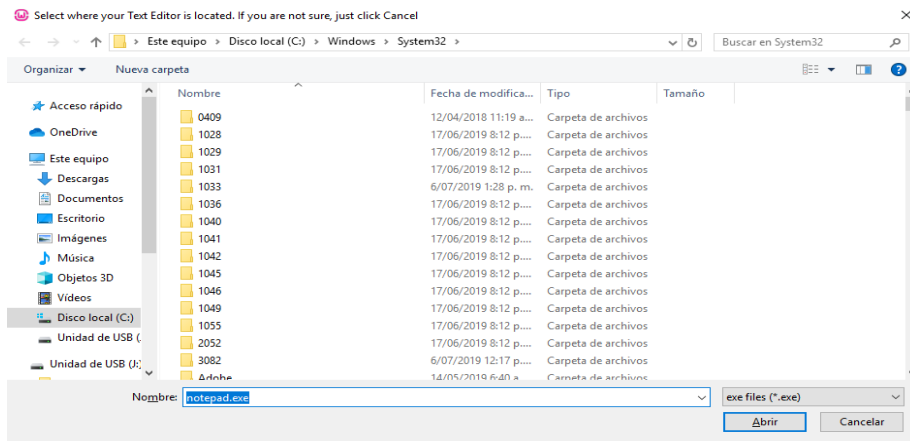 Select where your Text Editor is located. If you are not sure, just click Cancel
Este equipo > Disco local (C:) > Windows > System32 >
Buscar en System32
Organizar
Nueva carpeta
Acceso rápido
OneDrive
Este equipo
Descargas
Documentos
Escritorio
Imágenes
Música
Objetos 3D
Vídeos
Disco local (C:)
Unidad de USB (
Unidad de USB (J:)
Nombre Fecha de modifica... Tipo Tamaño
0409 12/04/2018 11:19 a... Carpeta de archivos
1028 17/06/2019 8:12 p.... Carpeta de archivos
1029 17/06/2019 8:12 p.... Carpeta de archivos
1031 17/06/2019 8:12 p.... Carpeta de archivos
1033 6/07/2019 1:28 p. m. Carpeta de archivos
1036 17/06/2019 8:12 p.... Carpeta de archivos
1040 17/06/2019 8:12 p.... Carpeta de archivos
1041 17/06/2019 8:12 p.... Carpeta de archivos
1042 17/06/2019 8:12 p.... Carpeta de archivos
1045 17/06/2019 8:12 p.... Carpeta de archivos
1046 17/06/2019 8:12 p.... Carpeta de archivos
1049 17/06/2019 8:12 p.... Carpeta de archivos
1055 17/06/2019 8:12 p.... Carpeta de archivos
2052 17/06/2019 8:12 p.... Carpeta de archivos
3082 6/07/2019 12:17 p.... Carpeta de archivos
Adobe 14/05/2019 6:40 a. Carpeta de archivos
Nombre: notepad.exe
exe files (*.exe)
Abrir
Cancelar